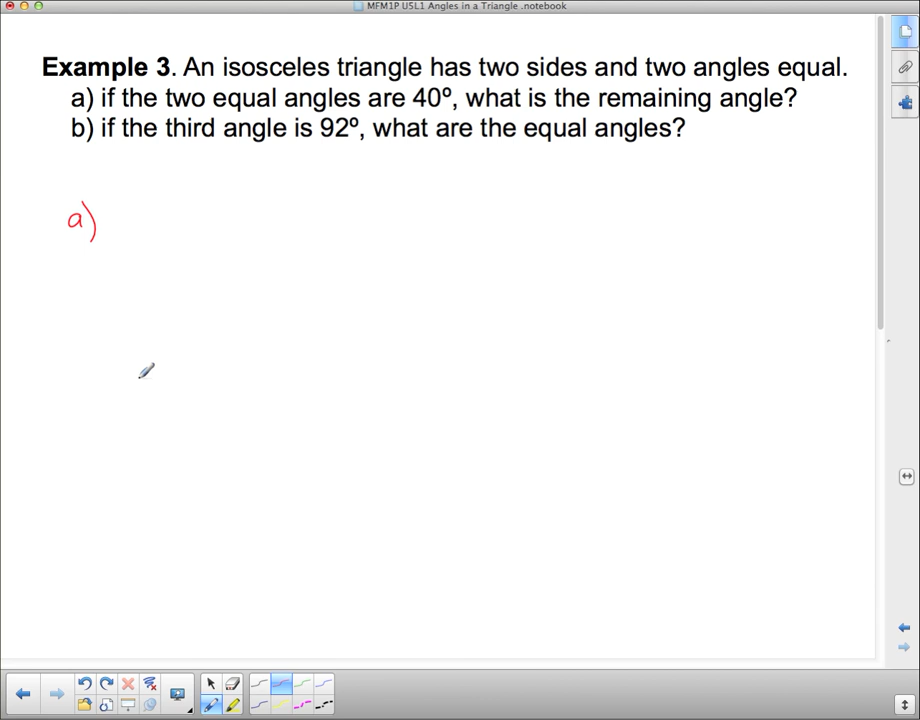 MFM1P U5L1 Angles in a Triangle .notebook
Example 3. An isosceles triangle has two sides and two angles equal.
a) if the two equal angles are 40º, what is the remaining angle?
b) if the third angle is 92º, what are the equal angles?
a)